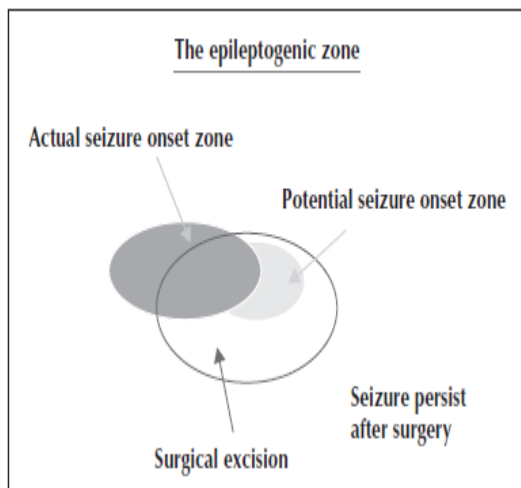 The epileptogenic zone
Actual seizure onset zone
Potential seizure onset zone
Seizure persist
after surgery
Surgical excision